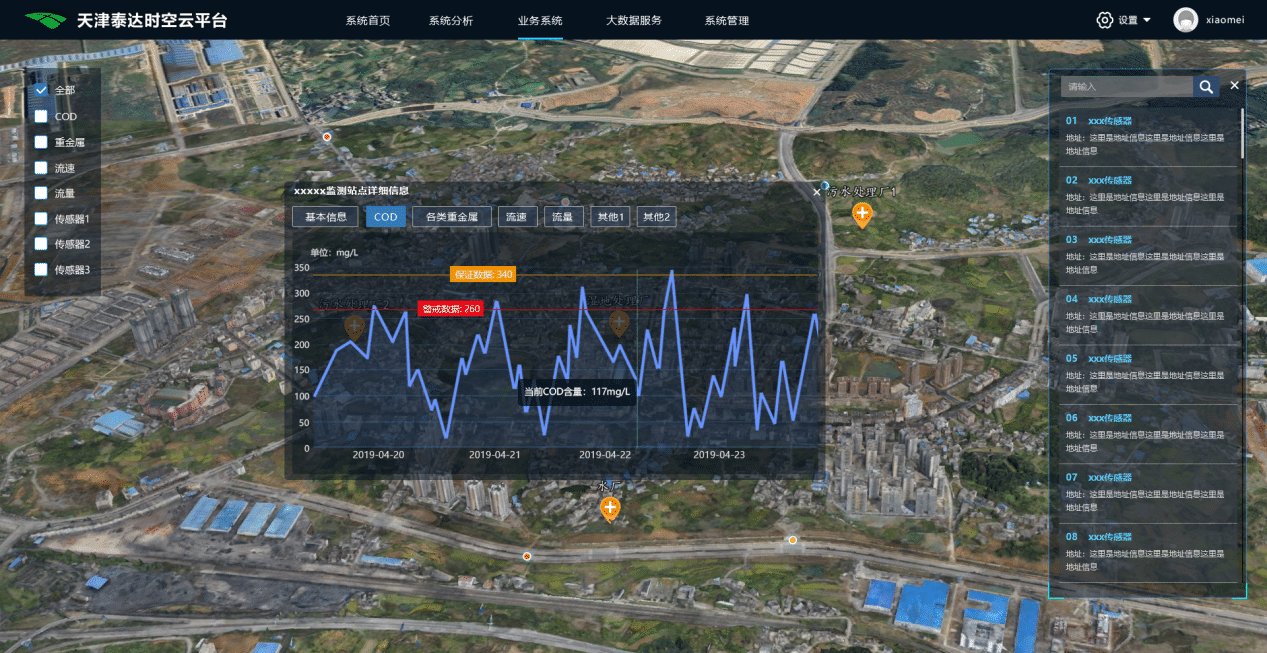 天津泰达时空云平台
系统首页 系统分析 业务系统 大数据服务 系统管理
设置 xiaomei
全部
COD
重金属
流速
流量
传感器1
传感器2
传感器3
xxxxx监测站点详细信息
基本信息 COD 各类重金属 流速 流量 其他1 其他2
单位：mg/L
350
300
250
200
150
100
50
0
保证数据: 340
警戒数据: 260
当前COD含量：117mg/L
2019-04-20 2019-04-21 2019-04-22 2019-04-23
污水处理厂1
污水处理厂2
湿地处理厂
水厂
请输入
01 xxx传感器
地址：这里是地址信息这里是地址信息这里是
地址信息
02 xxx传感器
地址：这里是地址信息这里是地址信息这里是
地址信息
03 xxx传感器
地址：这里是地址信息这里是地址信息这里是
地址信息
04 xxx传感器
地址：这里是地址信息这里是地址信息这里是
地址信息
05 xxx传感器
地址：这里是地址信息这里是地址信息这里是
地址信息
06 xxx传感器
地址：这里是地址信息这里是地址信息这里是
地址信息
07 xxx传感器
地址：这里是地址信息这里是地址信息这里是
地址信息
08 xxx传感器
地址：这里是地址信息这里是地址信息这里是
地址信息